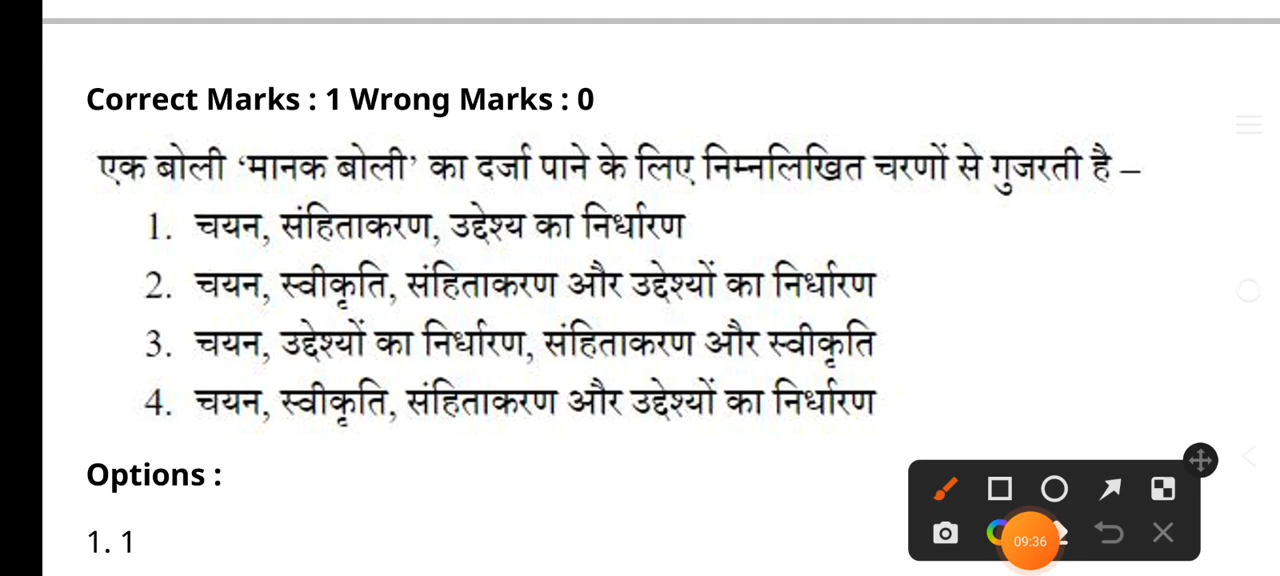 Correct Marks : 1 Wrong Marks : 0
एक बोली ‘मानक बोली’ का दर्जा पाने के लिए निम्नलिखित चरणों से गुजरती है –
1. चयन, संहिताकरण, उद्देश्य का निर्धारण
2. चयन, स्वीकृति, संहिताकरण और उद्देश्यों का निर्धारण
3. चयन, उद्देश्यों का निर्धारण, संहिताकरण और स्वीकृति
4. चयन, स्वीकृति, संहिताकरण और उद्देश्यों का निर्धारण
Options :
1. 1
09:36